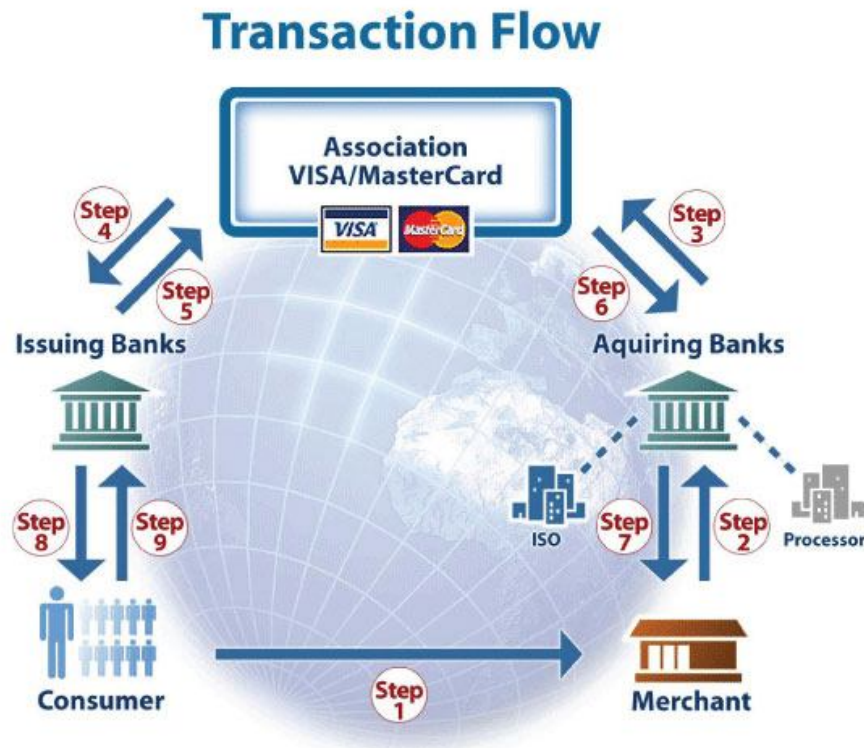 Transaction Flow
Association
VISA/MasterCard
VISA
MasterCard
Step
4
Step
5
Step
3
Step
6
Issuing Banks
Aquiring Banks
Step
8
Step
9
ISO
Step
7
Step
2
Processor
Consumer
Step
1
Merchant